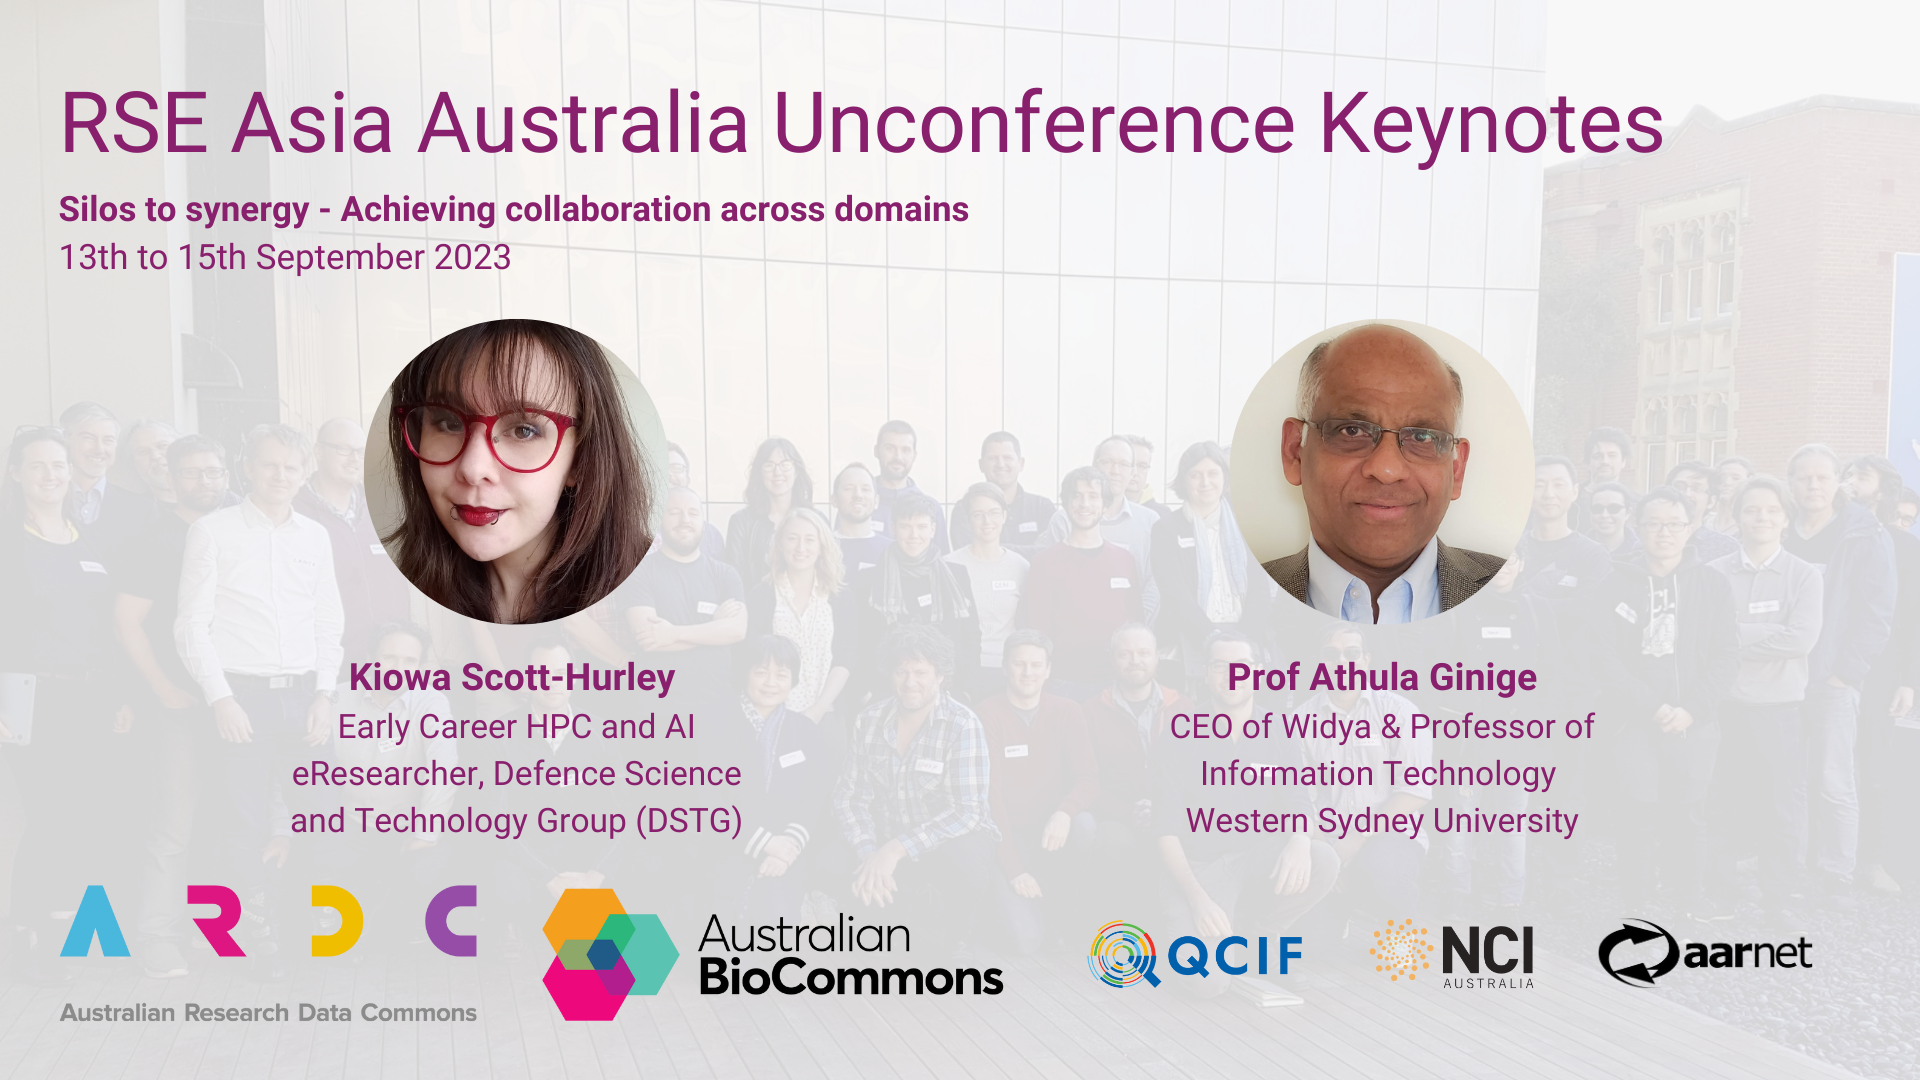 RSE Asia Australia Unconference Keynotes
Silos to synergy - Achieving collaboration across domains
13th to 15th September 2023
Kiowa Scott-Hurley
Early Career HPC and AI
eResearcher, Defence Science
and Technology Group (DSTG)
Prof Athula Ginige
CEO of Widya & Professor of
Information Technology
Western Sydney University
ARDC
Australian Research Data Commons
Australian
BioCommons
QCIF
NCI
AUSTRALIA
aarnet